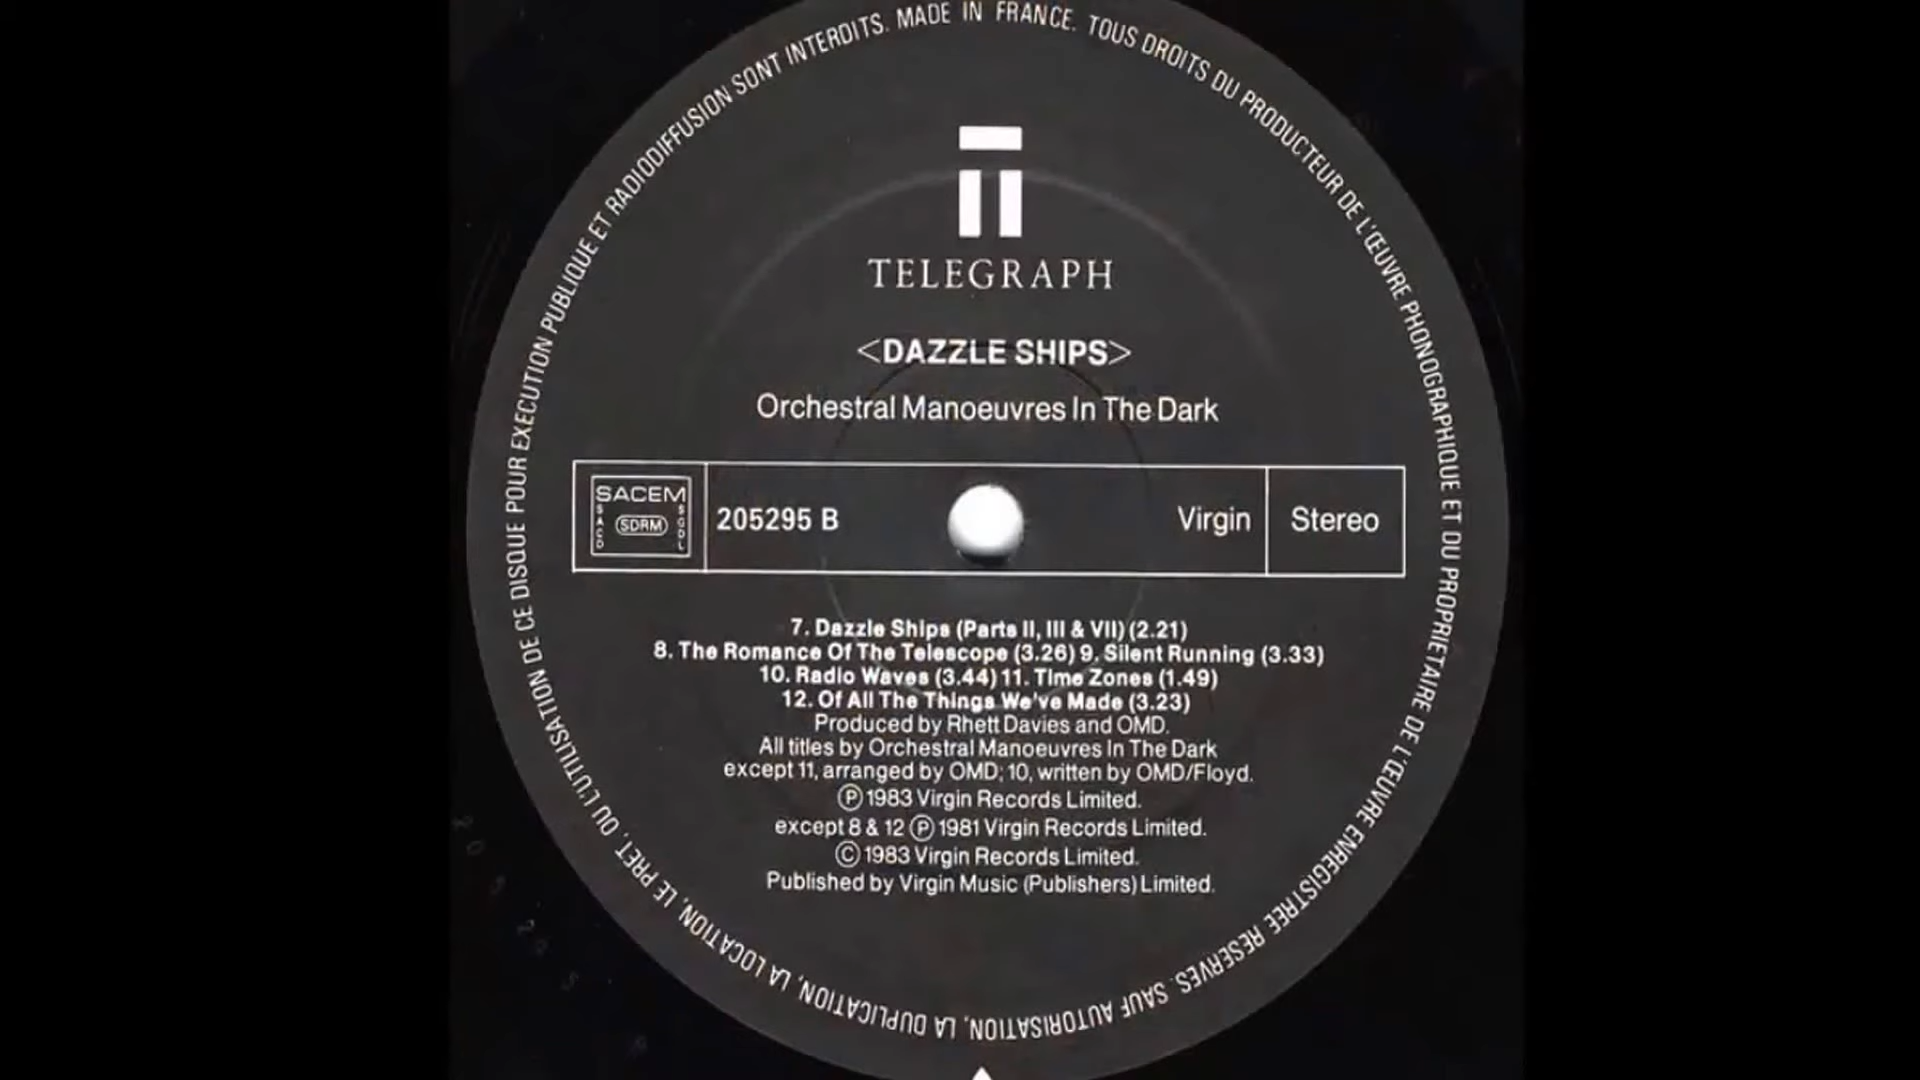 TOUS DROITS DU PRODUCTEUR DE L'ŒUVRE PHONOGRAPHIQUE ET DU PROPRIETAIRE DE L'ŒUVRE ENREGISTREE RESERVES. SAUF AUTORISATION, LA DUPLICATION, LA LOCATION, LE PRET, OU L'UTILISATION DE CE DISQUE POUR EXECUTION PUBLIQUE ET RADIODIFFUSION SONT INTERDITS. MADE IN FRANCE.
TELEGRAPH
<DAZZLE SHIPS>
Orchestral Manoeuvres In The Dark
SACEM
SACD
SDRM
SGDL
205295 B
Virgin
Stereo
7. Dazzle Ships (Parts II, III & VII) (2.21)
8. The Romance Of The Telescope (3.26) 9. Silent Running (3.33)
10. Radio Waves (3.44) 11. Time Zones (1.49)
12. Of All The Things We've Made (3.23)
Produced by Rhett Davies and OMD.
All titles by Orchestral Manoeuvres In The Dark
except 11, arranged by OMD; 10, written by OMD/Floyd.
Ⓟ 1983 Virgin Records Limited.
except 8 & 12 Ⓟ 1981 Virgin Records Limited.
© 1983 Virgin Records Limited.
Published by Virgin Music (Publishers) Limited.